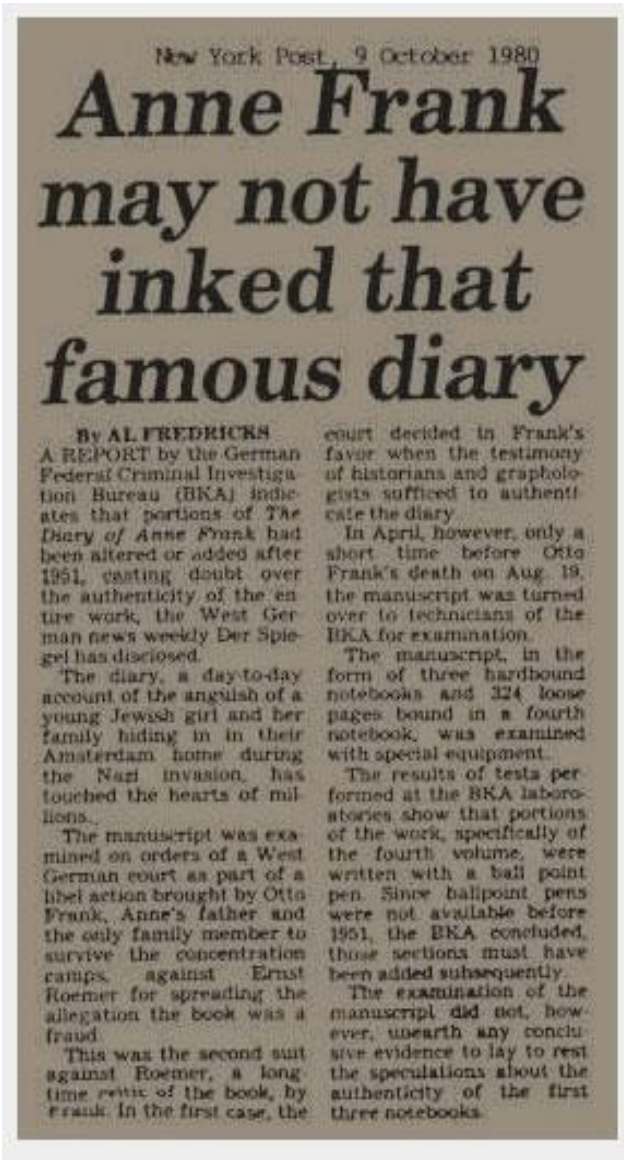 New York Post, 9 October 1980
Anne Frank
may not have
inked that
famous diary
By AL FREDRICKS
A REPORT by the German
Federal Criminal Investiga-
tion Bureau (BKA) indic-
ates that portions of The
Diary of Anne Frank had
been altered or added after
1951, casting doubt over
the authenticity of the en
tire work, the West Ger-
man news weekly Der Spie-
gel has disclosed.
The diary, a day-to-day
account of the anguish of a
young Jewish girl and her
family hiding in in their
Amsterdam home during
the Nazi invasion, has
touched the hearts of mil-
lions.
The manuscript was exa-
mined on orders of a West
German court as part of a
libel action brought by Otto
Frank, Anne's father and
the only family member to
survive the concentration
camps, against Ernst
Roemer for spreading the
allegation the book was a
fraud.
This was the second suit
against Roemer, a long-
time critic of the book, by
Frank. In the first case, the
court decided in Frank's
favor when the testimony
of historians and grapholo-
gists sufficed to authenti-
cate the diary
In April, however, only a
short time before Otto
Frank's death on Aug. 19,
the manuscript was turned
over to technicians of the
BKA for examination.
The manuscript, in the
form of three hardbound
notebooks and 324 loose
pages bound in a fourth
notebook, was examined
with special equipment.
The results of tests per-
formed at the BKA labora-
atories show that portions
of the work, specifically of
the fourth volume, were
written with a ball point
pen. Since ballpoint pens
were not available before
1951, the BKA concluded,
those sections must have
been added subsequently.
The examination of the
manuscript did not, how-
ever, unearth any conclu-
sive evidence to lay to rest
the speculations about the
authenticity of the first
three notebooks.